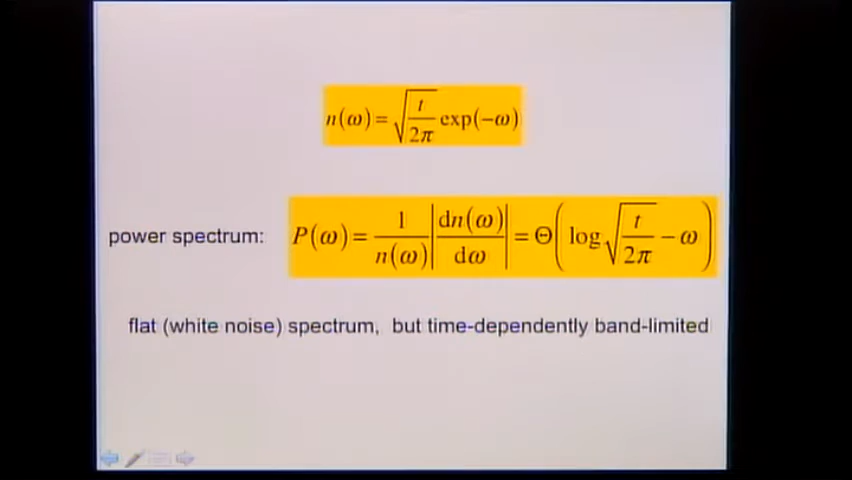 n(ω) = √(t/2π) exp(−ω)
power spectrum: P(ω) = 1/n(ω) |dn(ω)/dω| = Θ(log√(t/2π) − ω)
flat (white noise) spectrum, but time-dependently band-limited